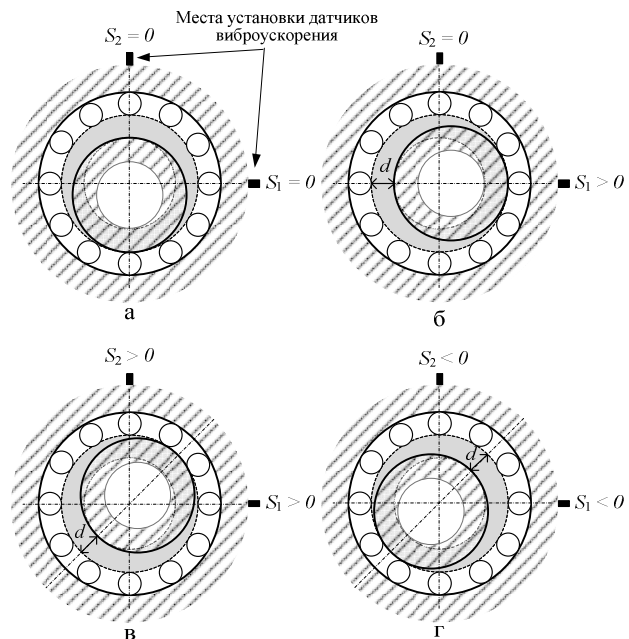 Места установки датчиков
виброускорения
S₂ = 0
S₂ = 0
S₁ = 0
d
S₁ > 0
а
б
S₂ > 0
S₂ < 0
d
S₁ > 0
d
S₁ < 0
в
г